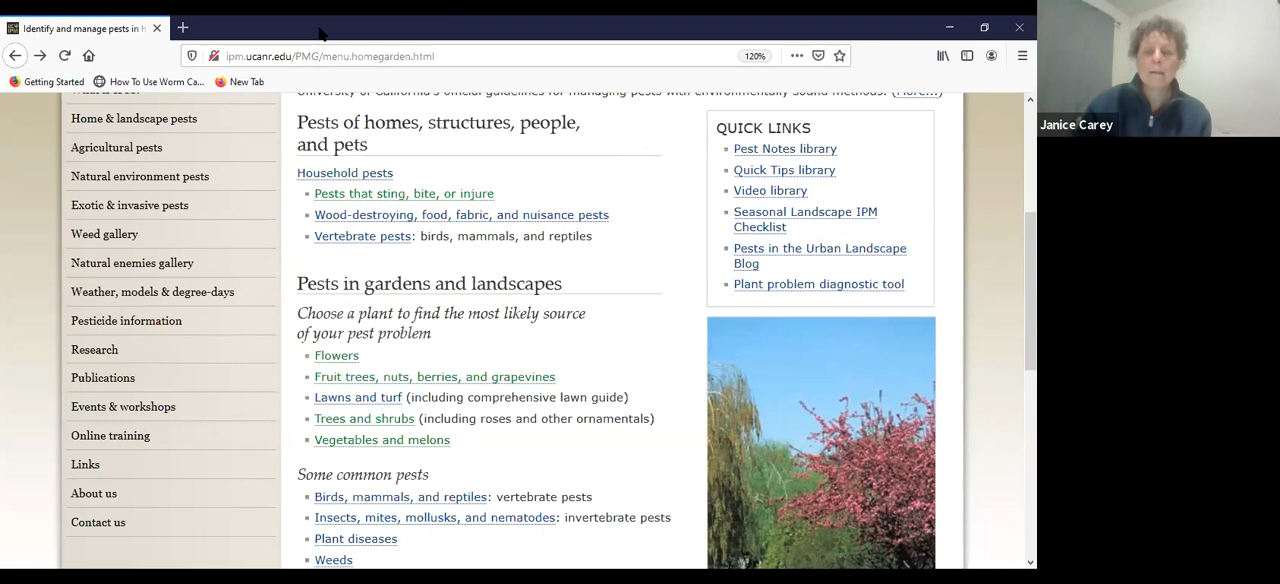 Identify and manage pests in h
ipm.ucanr.edu/PMG/menu.homegarden.html
120%
Getting Started
How To Use Worm Ca...
New Tab
Home & landscape pests
Agricultural pests
Natural environment pests
Exotic & invasive pests
Weed gallery
Natural enemies gallery
Weather, models & degree-days
Pesticide information
Research
Publications
Events & workshops
Online training
Links
About us
Contact us
University of California's official guidelines for managing pests with environmentally sound methods. (More...)
Pests of homes, structures, people,
and pets
Household pests
Pests that sting, bite, or injure
Wood-destroying, food, fabric, and nuisance pests
Vertebrate pests: birds, mammals, and reptiles
Pests in gardens and landscapes
Choose a plant to find the most likely source
of your pest problem
Flowers
Fruit trees, nuts, berries, and grapevines
Lawns and turf (including comprehensive lawn guide)
Trees and shrubs (including roses and other ornamentals)
Vegetables and melons
Some common pests
Birds, mammals, and reptiles: vertebrate pests
Insects, mites, mollusks, and nematodes: invertebrate pests
Plant diseases
Weeds
QUICK LINKS
Pest Notes library
Quick Tips library
Video library
Seasonal Landscape IPM
Checklist
Pests in the Urban Landscape
Blog
Plant problem diagnostic tool
Janice Carey